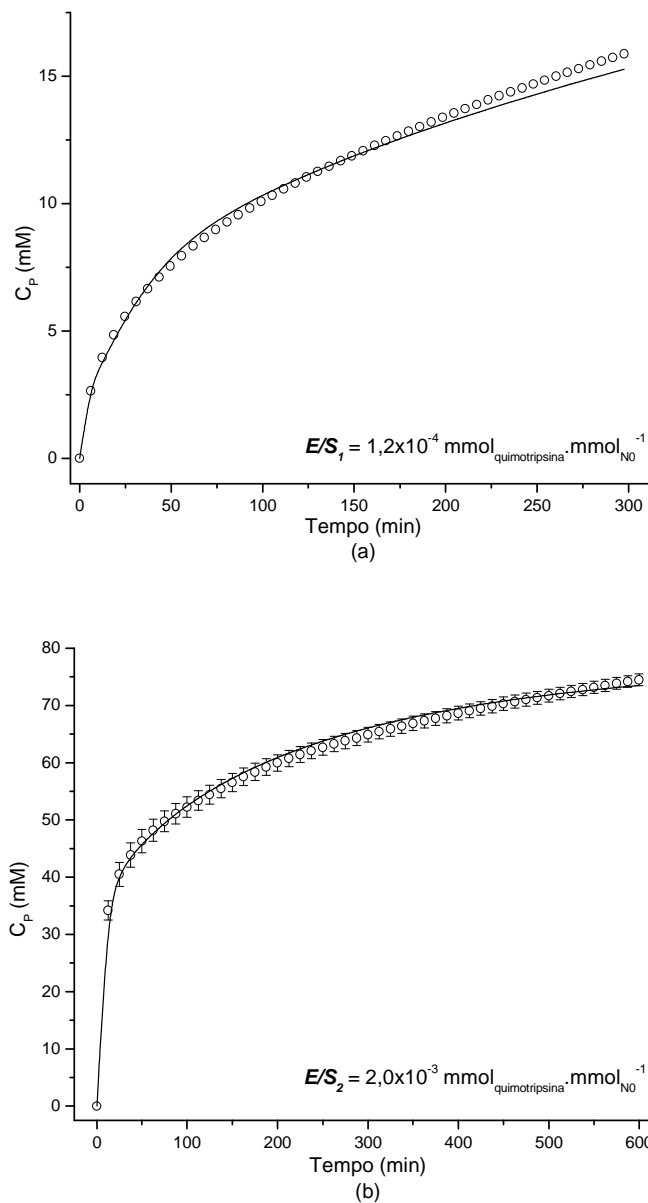 15
10
5
0
C_P (mM)
E/S_1 = 1,2x10^-4 mmol_quimotripsina.mmol_N0^-1
0 50 100 150 200 250 300
Tempo (min)
(a)
80
70
60
50
40
30
20
10
0
C_P (mM)
E/S_2 = 2,0x10^-3 mmol_quimotripsina.mmol_N0^-1
0 100 200 300 400 500 600
Tempo (min)
(b)